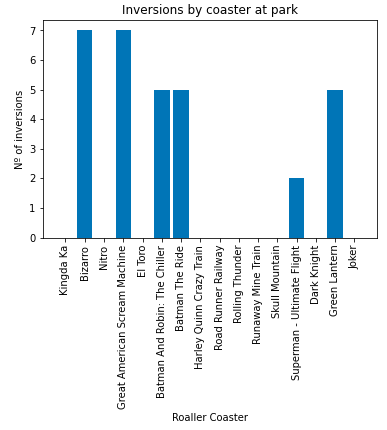 Inversions by coaster at park
7
6
5
4
3
2
1
0
Nº of inversions
Kingda Ka
Bizarro
Nitro
Great American Scream Machine
El Toro
Batman And Robin: The Chiller
Batman The Ride
Harley Quinn Crazy Train
Road Runner Railway
Rolling Thunder
Runaway Mine Train
Skull Mountain
Superman - Ultimate Flight
Dark Knight
Green Lantern
Joker
Roaller Coaster